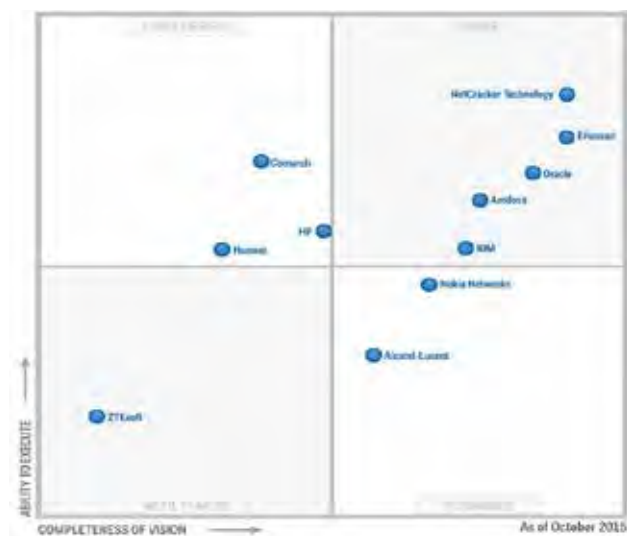 NetCracker Technology
Ericsson
Oracle
Comarch
Amdocs
HP
Huawei
IBM
Nokia Networks
Alcatel-Lucent
ZTEsoft
ABILITY TO EXECUTE
COMPLETENESS OF VISION
As of October 2015